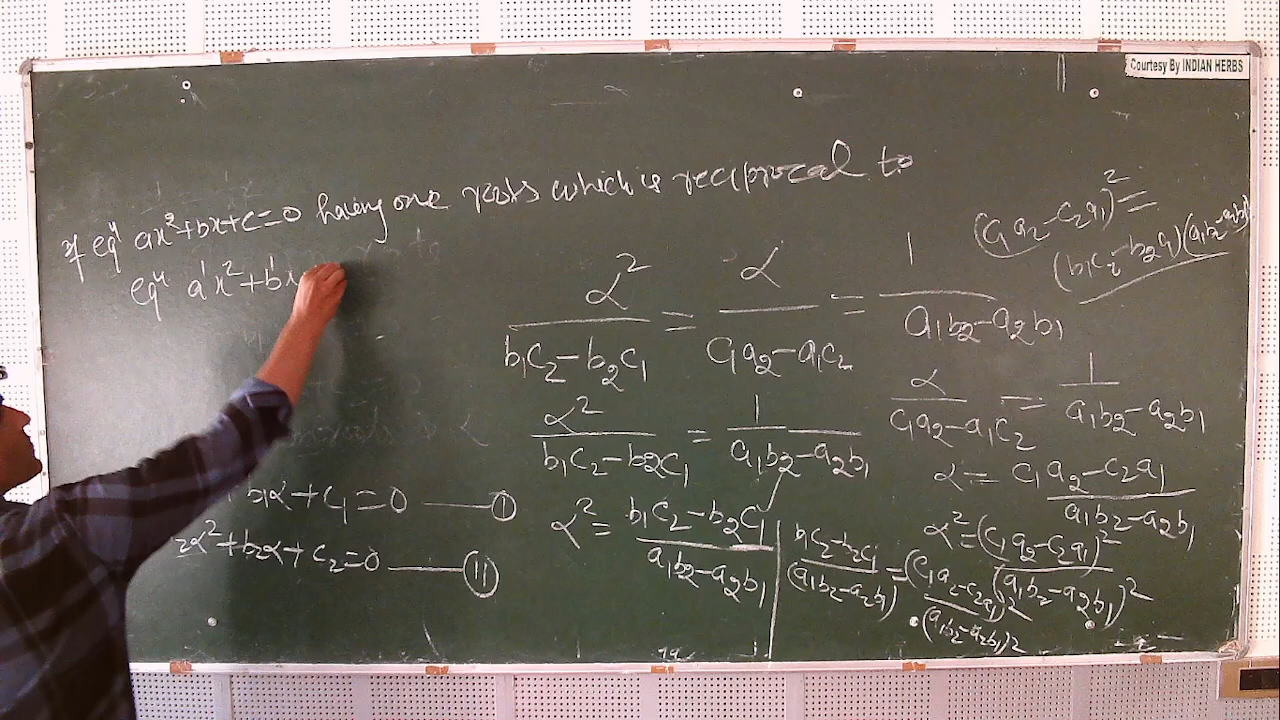 Courtesy By INDIAN HERBS
If eqⁿ ax²+bx+c=0 having one roots which is reciprocal to
eqⁿ a'x²+b'x
(c₁a₂-c₂a₁)²=
(b₁c₂-b₂c₁)(a₁b₂-a₂b₁)
α²/(b₁c₂-b₂c₁) = α/(c₁a₂-a₁c₂) = 1/(a₁b₂-a₂b₁)
α²/(b₁c₂-b₂c₁) = 1/(a₁b₂-a₂b₁)
α² = (b₁c₂-b₂c₁)/(a₁b₂-a₂b₁)
α/(c₁a₂-a₁c₂) = 1/(a₁b₂-a₂b₁)
α = (c₁a₂-c₂a₁)/(a₁b₂-a₂b₁)
α² = (c₁a₂-c₂a₁)²/(a₁b₂-a₂b₁)²
(b₁c₂-b₂c₁)/(a₁b₂-a₂b₁) = (c₁a₂-c₂a₁)²/(a₁b₂-a₂b₁)²
b₁α+c₁=0 —— ①
₂α²+b₂α+c₂=0 —— (II)